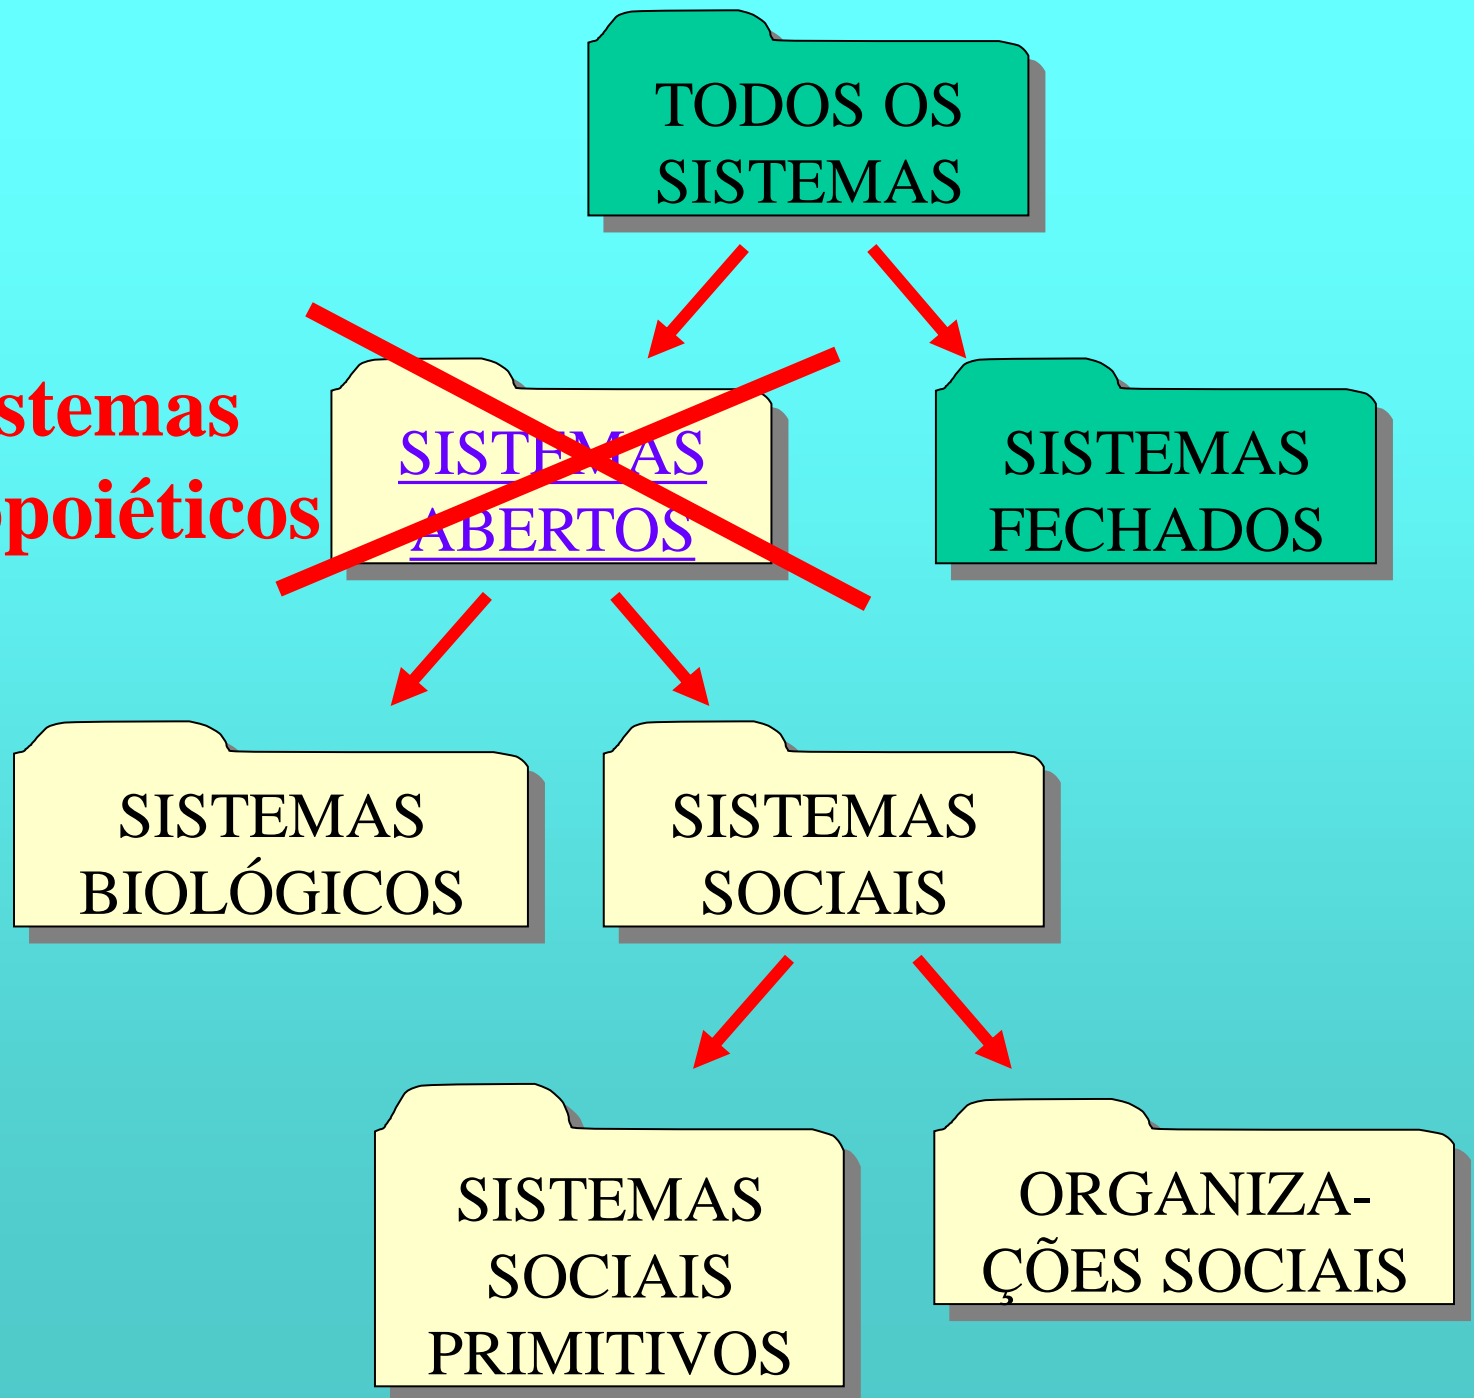 TODOS OS
SISTEMAS
stemas
poiéticos
SISTEMAS
ABERTOS
SISTEMAS
FECHADOS
SISTEMAS
BIOLÓGICOS
SISTEMAS
SOCIAIS
SISTEMAS
SOCIAIS
PRIMITIVOS
ORGANIZA-
ÇÕES SOCIAIS